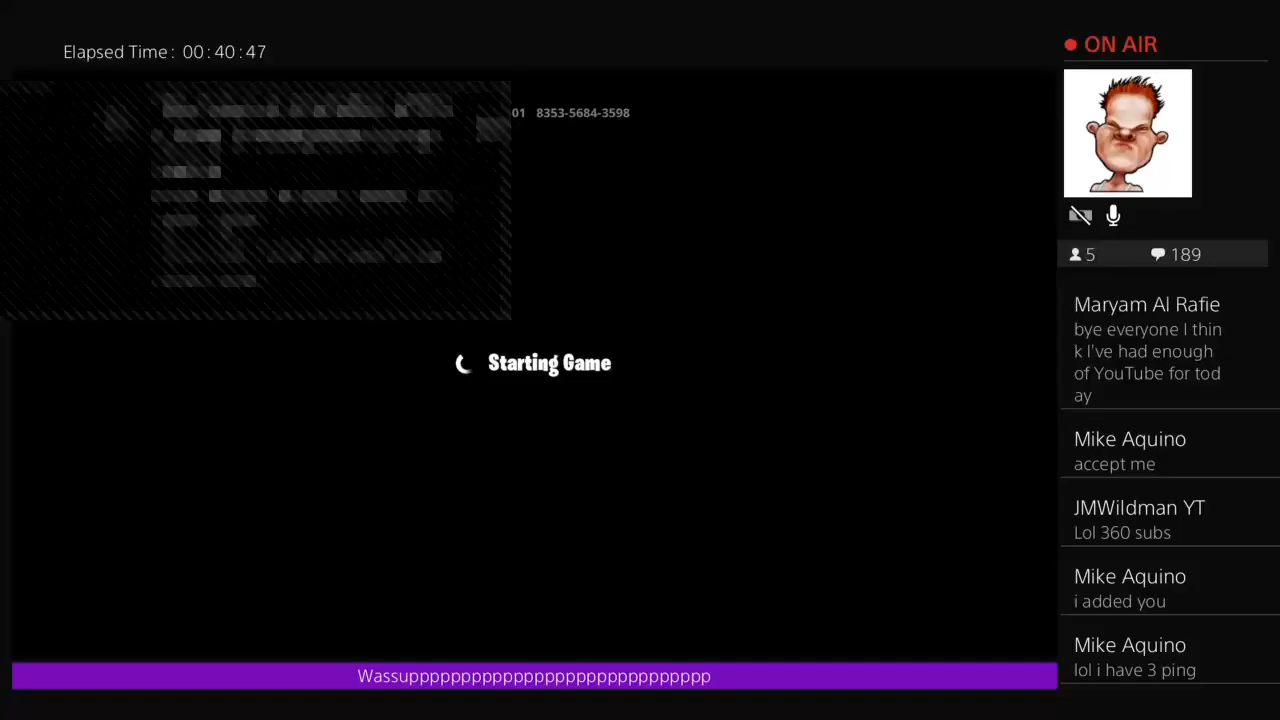 Elapsed Time: 00:40:47
ON AIR
01 8353-5684-3598
5 189
Maryam Al Rafie
bye everyone I thin
k I've had enough
of YouTube for tod
ay
Starting Game
Mike Aquino
accept me
JMWildman YT
Lol 360 subs
Mike Aquino
i added you
Mike Aquino
lol i have 3 ping
Wassuppppppppppppppppppppppppppppp